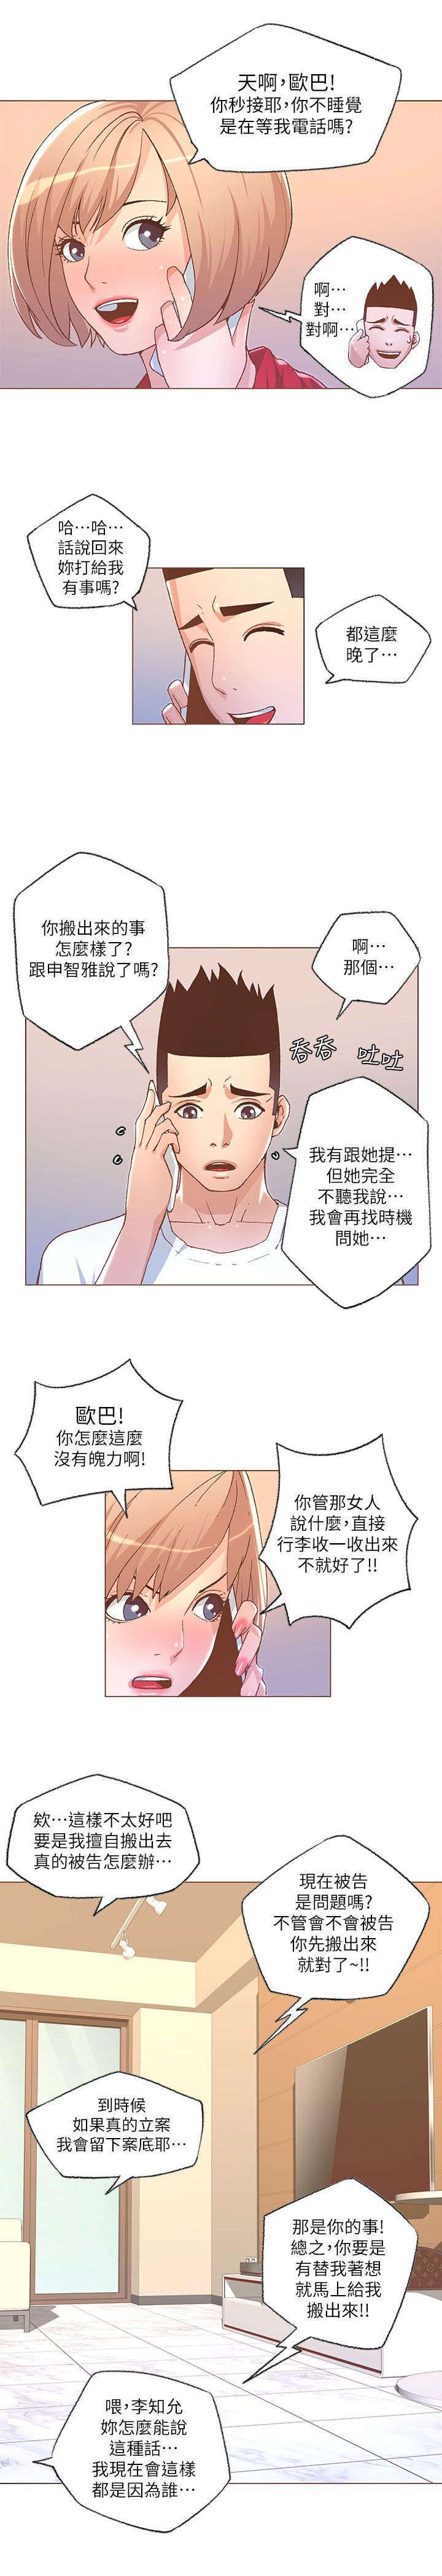 天啊,歐巴!
你秒接耶,你不睡覺
是在等我電話嗎?
啊⋯
對⋯
對啊⋯
哈⋯哈⋯
話說回來
妳打給我
有事嗎?
都這麼
晚了⋯
你搬出來的事
怎麼樣了?
跟申智雅說了嗎?
啊⋯
那個⋯
吞吞 吐吐
我有跟她提⋯
但她完全
不聽我說⋯
我會再找時機
問她⋯
歐巴!
你怎麼這麼
沒有魄力啊!
你管那女人
說什麼,直接
行李收一收出來
不就好了!!
欸⋯這樣不太好吧
要是我擅自搬出去
真的被告怎麼辦⋯
現在被告
是問題嗎?
不管會不會被告
你先搬出來
就對了~!!
到時候
如果真的立案
我會留下案底耶⋯
那是你的事!
總之,你要是
有替我著想
就馬上給我
搬出來!!
喂,李知允
妳怎麼能說
這種話⋯
我現在會這樣
都是因為誰⋯